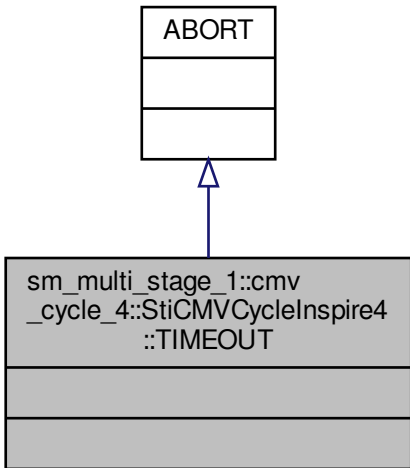 ABORT
sm_multi_stage_1::cmv
_cycle_4::StiCMVCycleInspire4
::TIMEOUT